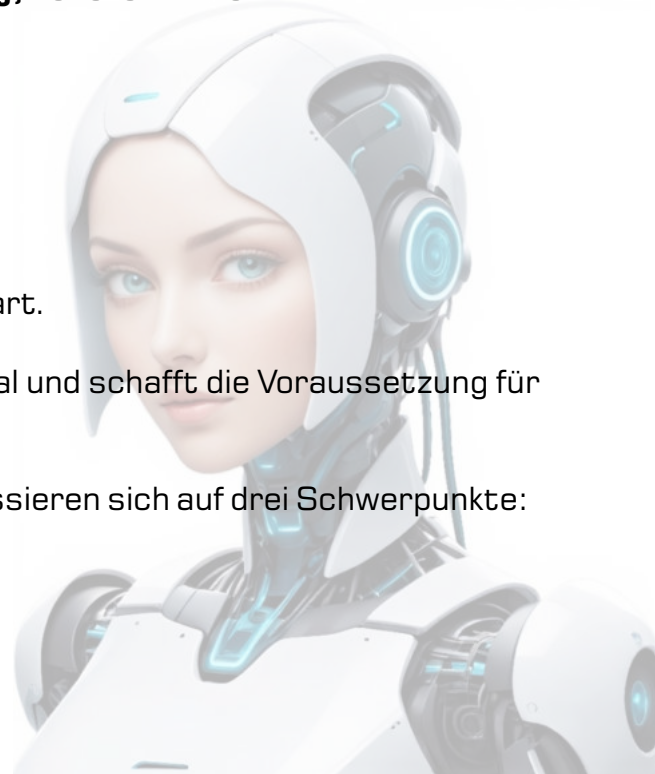 art.
al und schafft die Voraussetzung für
ssieren sich auf drei Schwerpunkte: